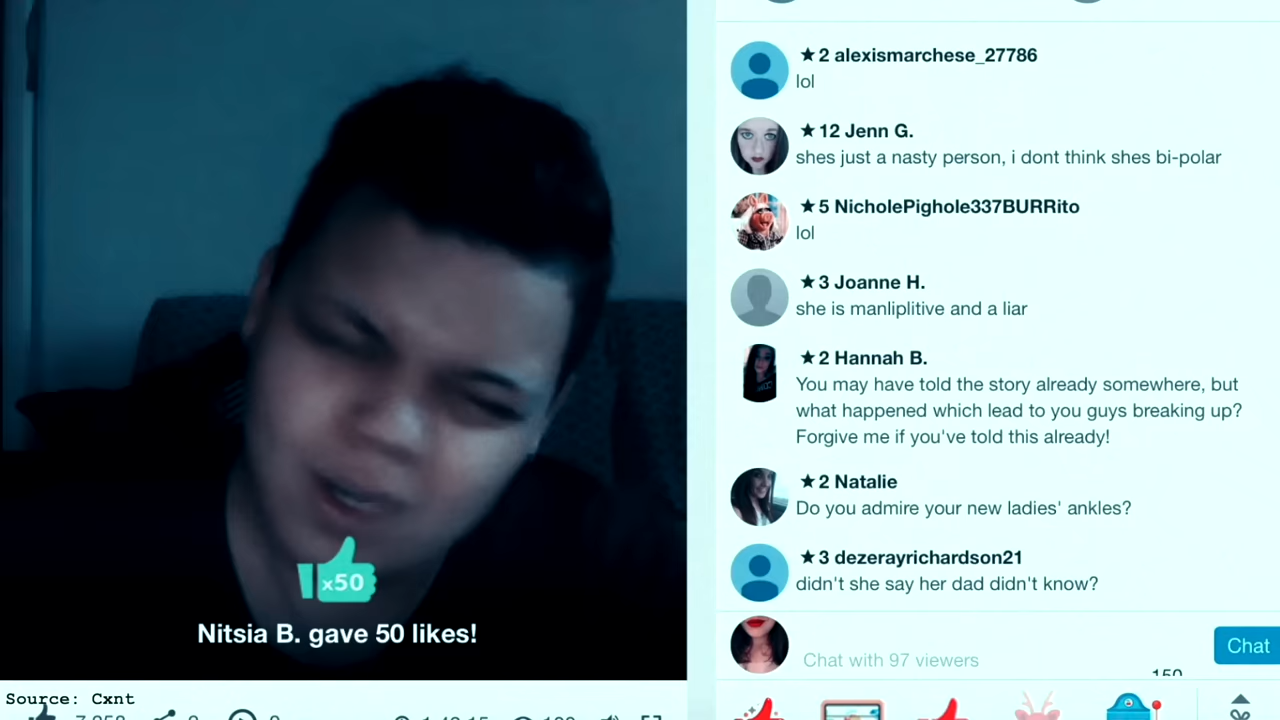 ★2 alexismarchese_27786
lol
★12 Jenn G.
shes just a nasty person, i dont think shes bi-polar
★5 NicholePighole337BURRito
lol
★3 Joanne H.
she is manliplitive and a liar
★2 Hannah B.
You may have told the story already somewhere, but
what happened which lead to you guys breaking up?
Forgive me if you've told this already!
★2 Natalie
Do you admire your new ladies' ankles?
★3 dezerayrichardson21
didn't she say her dad didn't know?
x50
Nitsia B. gave 50 likes!
Chat with 97 viewers
Chat
Source: Cxnt